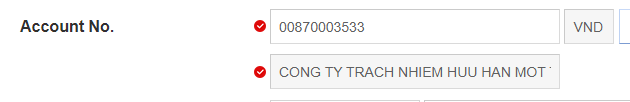 Account No. 00870003533 VND
CONG TY TRACH NHIEM HUU HAN MOT